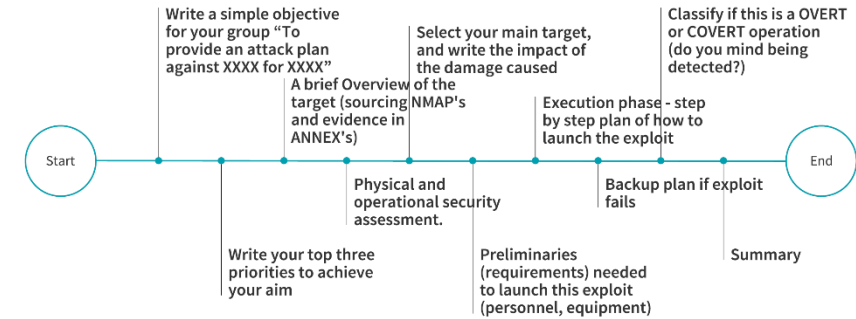 Start
Write a simple objective
for your group “To
provide an attack plan
against XXXX for XXXX”
Write your top three
priorities to achieve
your aim
A brief Overview of the
target (sourcing NMAP's
and evidence in
ANNEX's)
Physical and
operational security
assessment.
Select your main target,
and write the impact of
the damage caused
Preliminaries
(requirements) needed
to launch this exploit
(personnel, equipment)
Execution phase - step
by step plan of how to
launch the exploit
Backup plan if exploit
fails
Classify if this is a OVERT
or COVERT operation
(do you mind being
detected?)
Summary
End